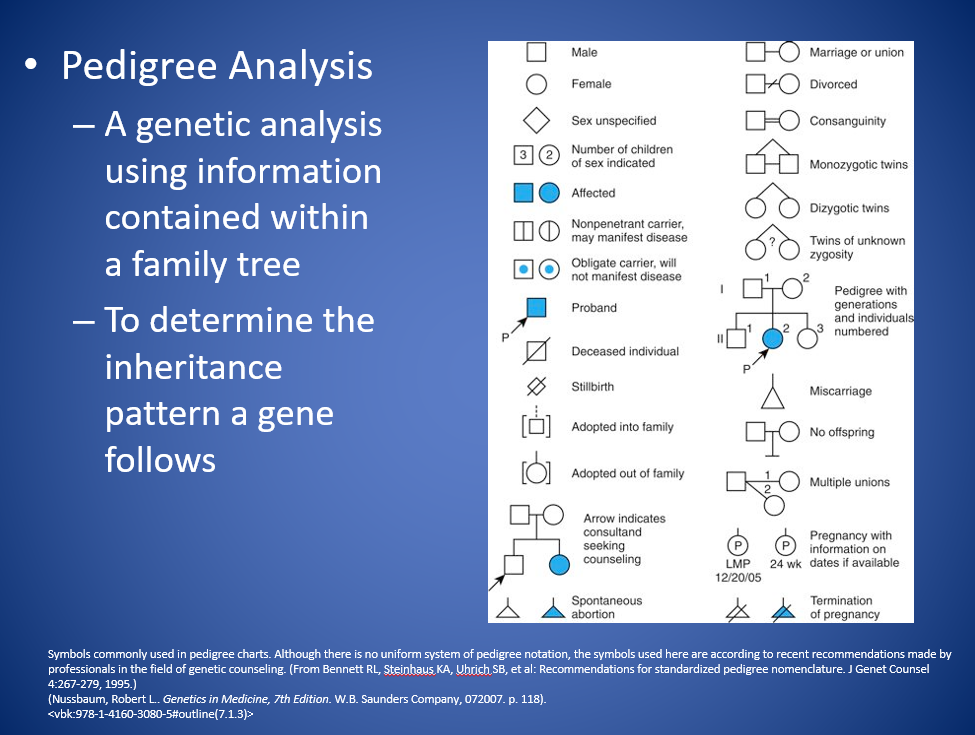 • Pedigree Analysis
– A genetic analysis
using information
contained within
a family tree
– To determine the
inheritance
pattern a gene
follows
Male
Female
Sex unspecified
3 2
Number of children
of sex indicated
Affected
Nonpenetrant carrier,
may manifest disease
Obligate carrier, will
not manifest disease
Proband
P
Deceased individual
Stillbirth
Adopted into family
Adopted out of family
Arrow indicates
consultand
seeking
counseling
Spontaneous
abortion
Marriage or union
Divorced
Consanguinity
Monozygotic twins
Dizygotic twins
?
Twins of unknown
zygosity
I 1 2
II 1 2 3
P
Pedigree with
generations
and individuals
numbered
Miscarriage
No offspring
1
2
Multiple unions
P P
LMP 24 wk
12/20/05
Pregnancy with
information on
dates if available
Termination
of pregnancy
Symbols commonly used in pedigree charts. Although there is no uniform system of pedigree notation, the symbols used here are according to recent recommendations made by
professionals in the field of genetic counseling. (From Bennett RL, Steinhaus KA, Uhrich SB, et al: Recommendations for standardized pedigree nomenclature. J Genet Counsel
4:267-279, 1995.)
(Nussbaum, Robert L.. Genetics in Medicine, 7th Edition. W.B. Saunders Company, 072007. p. 118).
<vbk:978-1-4160-3080-5#outline(7.1.3)>